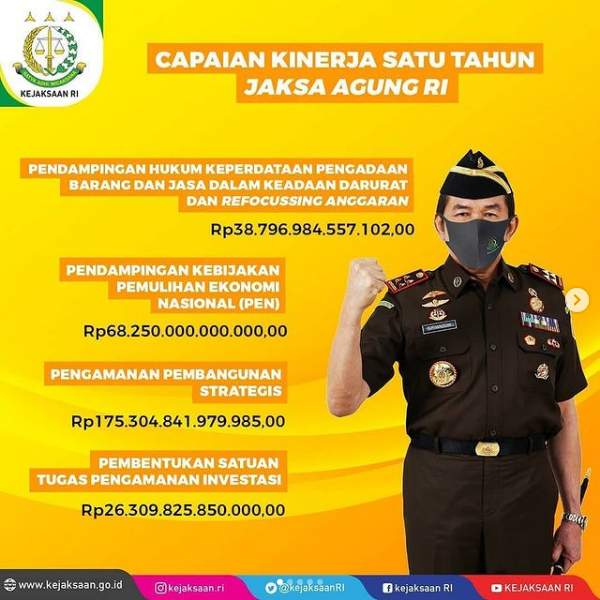 KEJAKSAAN RI
CAPAIAN KINERJA SATU TAHUN
JAKSA AGUNG RI
PENDAMPINGAN HUKUM KEPERDATAAN PENGADAAN
BARANG DAN JASA DALAM KEADAAN DARURAT
DAN REFOCUSSING ANGGARAN
Rp38.796.984.557.102,00
PENDAMPINGAN KEBIJAKAN
PEMULIHAN EKONOMI
NASIONAL (PEN)
Rp68.250.000.000.000,00
PENGAMANAN PEMBANGUNAN
STRATEGIS
Rp175.304.841.979.985,00
PEMBENTUKAN SATUAN
TUGAS PENGAMANAN INVESTASI
Rp26.309.825.850.000,00
www.kejaksaan.go.id
kejaksaan.ri
@kejaksaanRI
kejaksaan RI
KEJAKSAAN RI